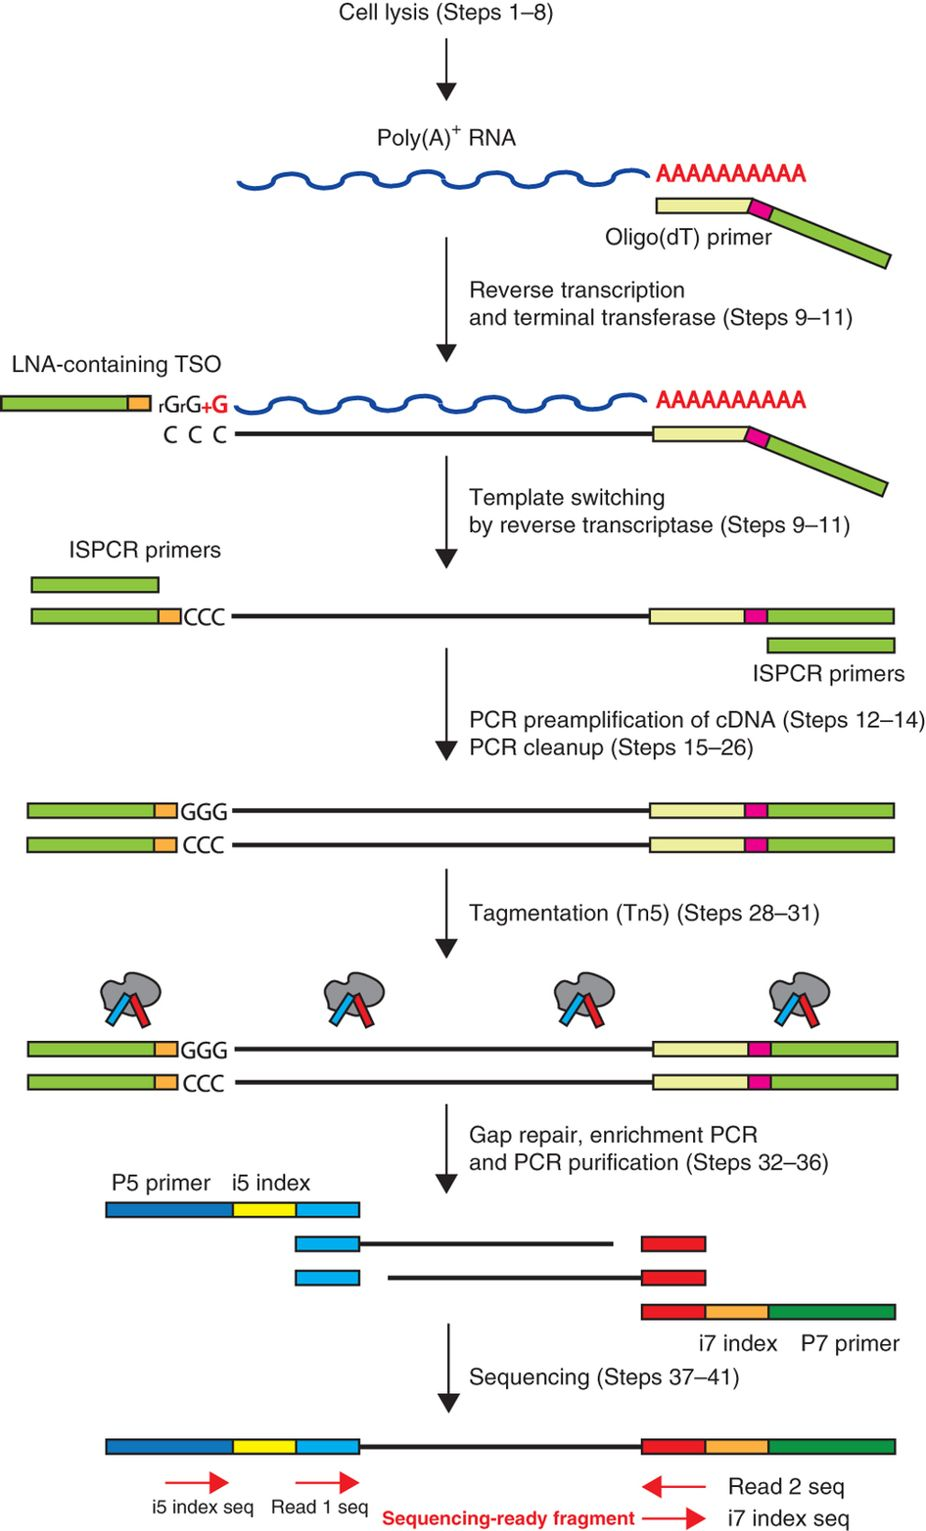 Cell lysis (Steps 1–8)
Poly(A)+ RNA
AAAAAAAAAA
Oligo(dT) primer
Reverse transcription
and terminal transferase (Steps 9–11)
LNA-containing TSO
rGrG+G
AAAAAAAAAA
C C C
Template switching
by reverse transcriptase (Steps 9–11)
ISPCR primers
CCC
ISPCR primers
PCR preamplification of cDNA (Steps 12–14)
PCR cleanup (Steps 15–26)
GGG
CCC
Tagmentation (Tn5) (Steps 28–31)
GGG
CCC
Gap repair, enrichment PCR
and PCR purification (Steps 32–36)
P5 primer i5 index
i7 index P7 primer
Sequencing (Steps 37–41)
i5 index seq Read 1 seq Read 2 seq
Sequencing-ready fragment i7 index seq